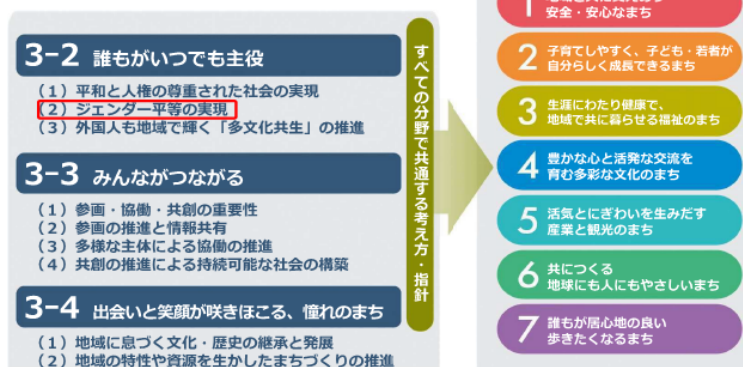 3-2 誰もがいつでも主役
（1）平和と人権の尊重された社会の実現
（2）ジェンダー平等の実現
（3）外国人も地域で輝く「多文化共生」の推進
3-3 みんながつながる
（1）参画・協働・共創の重要性
（2）参画の推進と情報共有
（3）多様な主体による協働の推進
（4）共創の推進による持続可能な社会の構築
3-4 出会いと笑顔が咲きほこる、憧れのまち
（1）地域に息づく文化・歴史の継承と発展
（2）地域の特性や資源を生かしたまちづくりの推進
すべての分野で共通する考え方・指針
1
安全・安心なまち
2 子育てしやすく、子ども・若者が
自分らしく成長できるまち
3 生涯にわたり健康で、
地域で共に暮らせる福祉のまち
4 豊かな心と活発な交流を
育む多彩な文化のまち
5 活気とにぎわいを生みだす
産業と観光のまち
6 共につくる
地球にも人にもやさしいまち
7 誰もが居心地の良い
歩きたくなるまち